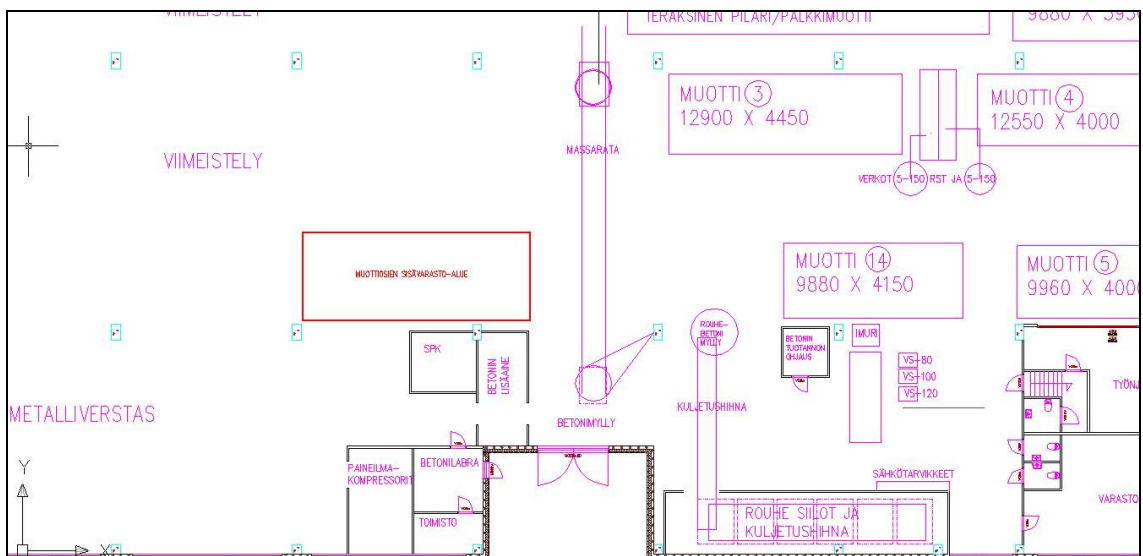 VIIMEISTELY
TERÄKSINEN PILARI/PALKKIMUOTTI
MUOTTI 3
12900 X 4450
MUOTTI 4
12550 X 4000
VIIMEISTELY
MASSARATA
VERKOT 5-150 RST JA 5-150
MUOTTIOSIEN SISÄVARASTO-ALUE
MUOTTI 14
9880 X 4150
MUOTTI 5
9960 X 4000
SPK
BETONIN
LISÄAINE
ROUHE-
BETONI
MYLLY
BETONIN
TUOTANNON
OHJAUS
IMURI
VS-80
VS-100
VS-120
METALLIVERSTAS
BETONIMYLLY
KULJETUSHIHNA
PAINEILMA-
KOMPRESSORIT
BETONILABRA
TOIMISTO
SÄHKÖTARVIKKEET
ROUHE SIILOT JA
KULJETUSHIHNA
VARASTO
Y
X